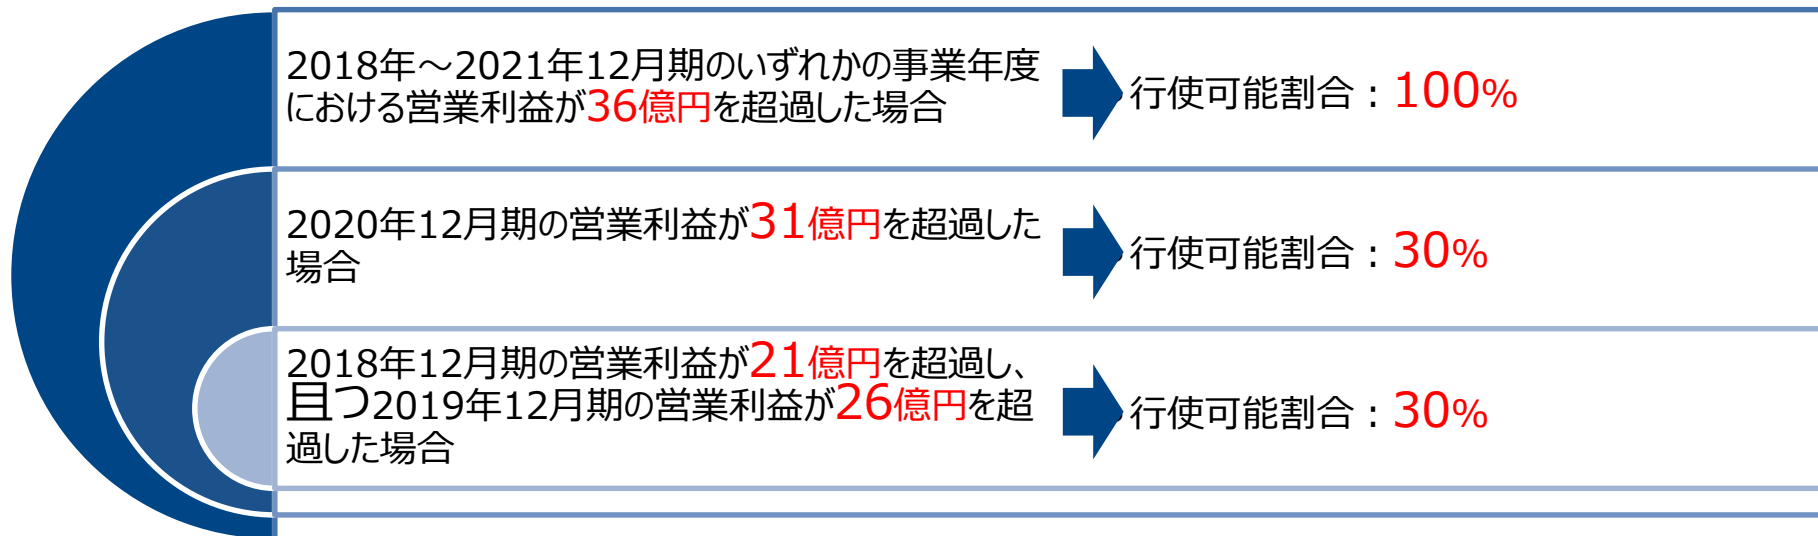 2018年～2021年12月期のいずれかの事業年度
における営業利益が36億円を超過した場合
行使可能割合：100%
2020年12月期の営業利益が31億円を超過した
場合
行使可能割合：30%
2018年12月期の営業利益が21億円を超過し、
且つ2019年12月期の営業利益が26億円を超
過した場合
行使可能割合：30%